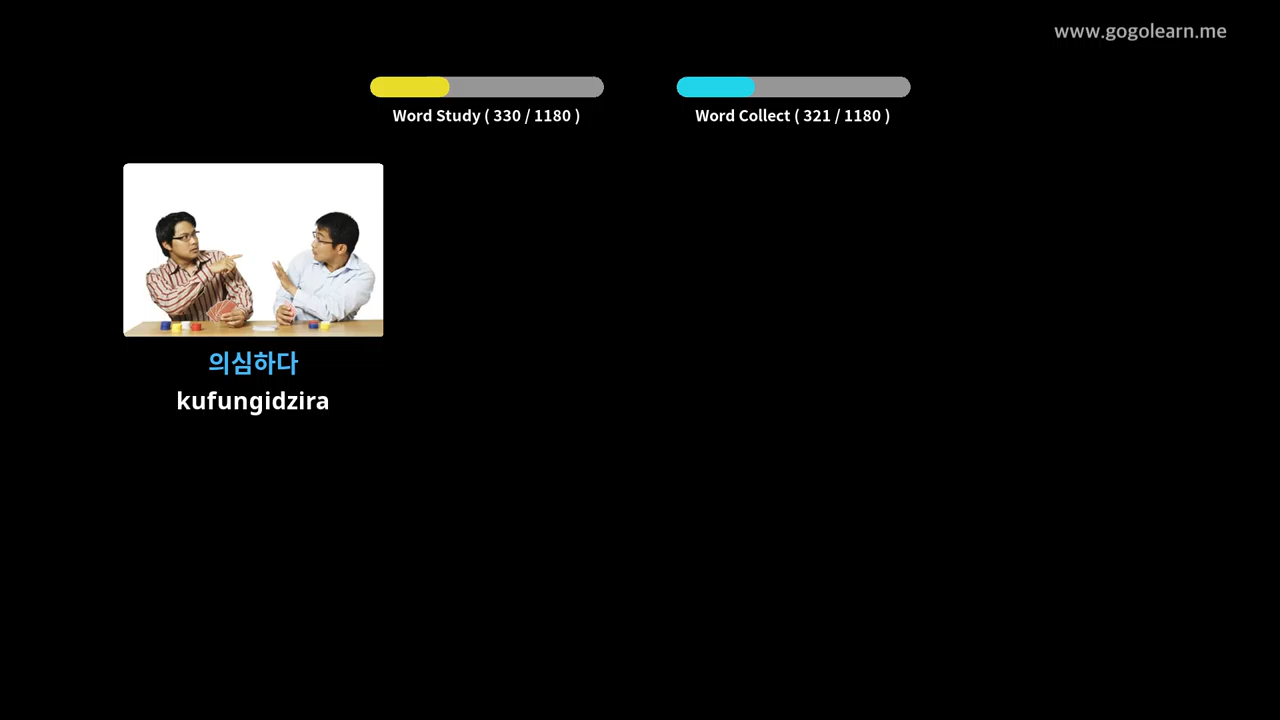 www.gogolearn.me
Word Study ( 330 / 1180 )
Word Collect ( 321 / 1180 )
의심하다
kufungidzira